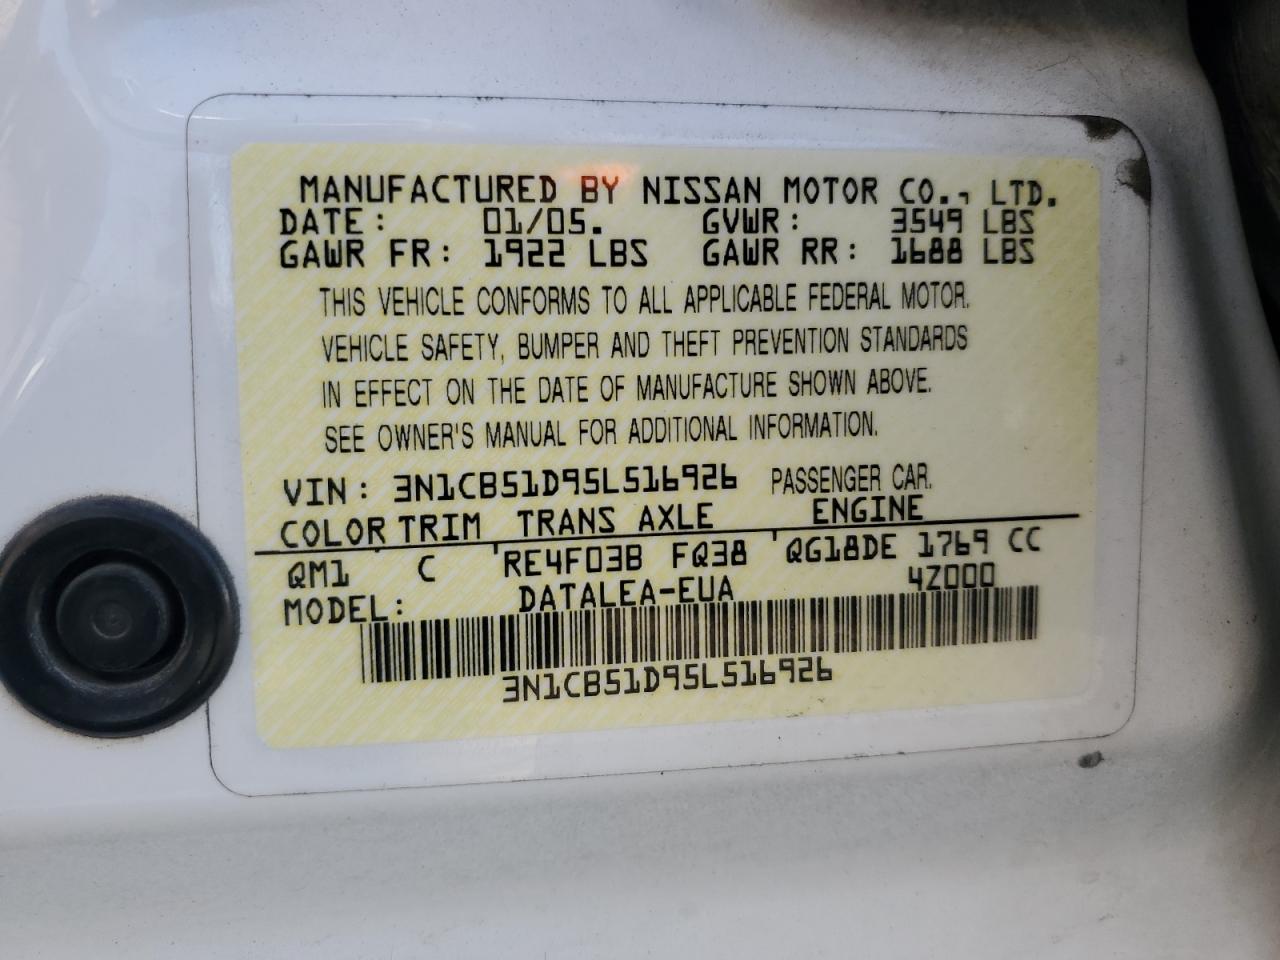 MANUFACTURED BY NISSAN MOTOR CO., LTD.
DATE: 01/05. GVWR: 3549 LBS
GAWR FR: 1922 LBS GAWR RR: 1688 LBS
THIS VEHICLE CONFORMS TO ALL APPLICABLE FEDERAL MOTOR.
VEHICLE SAFETY, BUMPER AND THEFT PREVENTION STANDARDS
IN EFFECT ON THE DATE OF MANUFACTURE SHOWN ABOVE.
SEE OWNER'S MANUAL FOR ADDITIONAL INFORMATION.
VIN: 3N1CB51D95L516926 PASSENGER CAR.
COLOR TRIM TRANS AXLE ENGINE
QM1 C RE4F03B FQ38 QG18DE 1769 CC
MODEL: DATALEA-EUA 4Z000
3N1CB51D95L516926